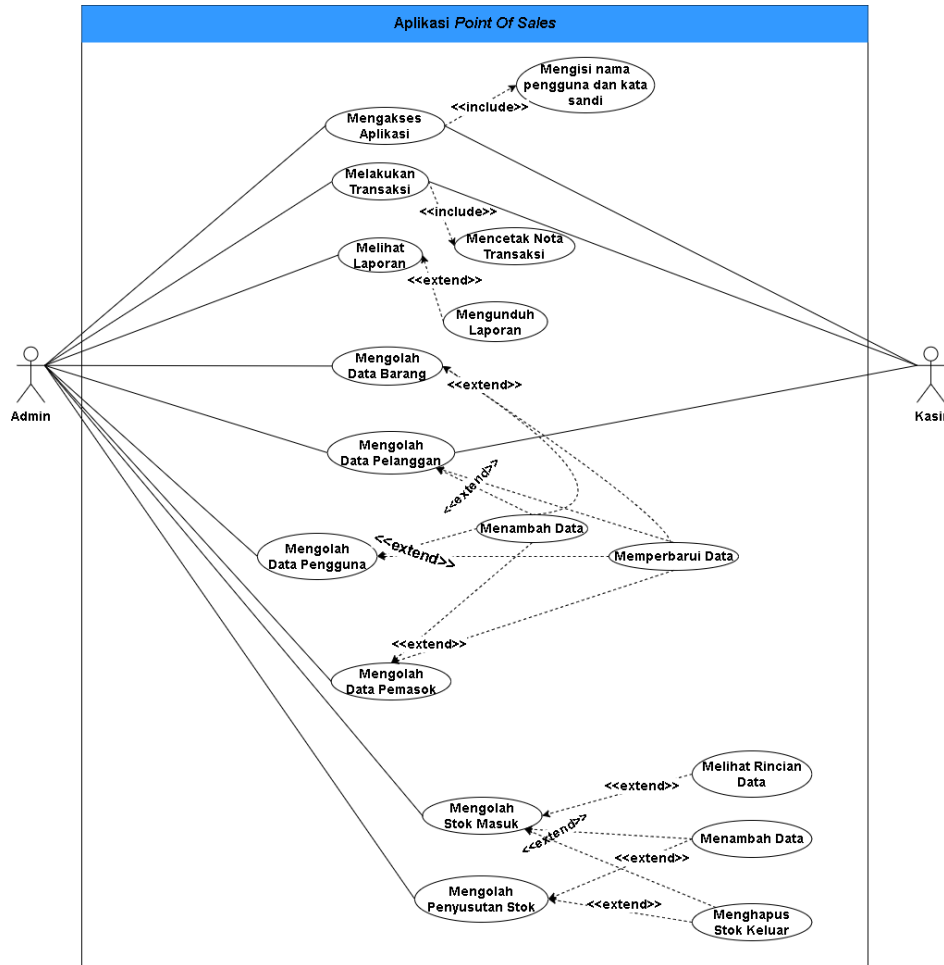 Aplikasi Point Of Sales
Mengisi nama
pengguna dan kata
sandi
<<include>>
Mengakses
Aplikasi
Melakukan
Transaksi
<<include>>
Mencetak Nota
Transaksi
Melihat
Laporan
<<extend>>
Mengunduh
Laporan
Admin
Kasir
Mengolah
Data Barang
<<extend>>
Mengolah
Data Pelanggan
<<extend>>
Menambah Data
Mengolah
Data Pengguna
<<extend>>
Memperbarui Data
<<extend>>
Mengolah
Data Pemasok
Melihat Rincian
Data
<<extend>>
Mengolah
Stok Masuk
<<extend>>
Menambah Data
<<extend>>
Mengolah
Penyusutan Stok
<<extend>>
Menghapus
Stok Keluar